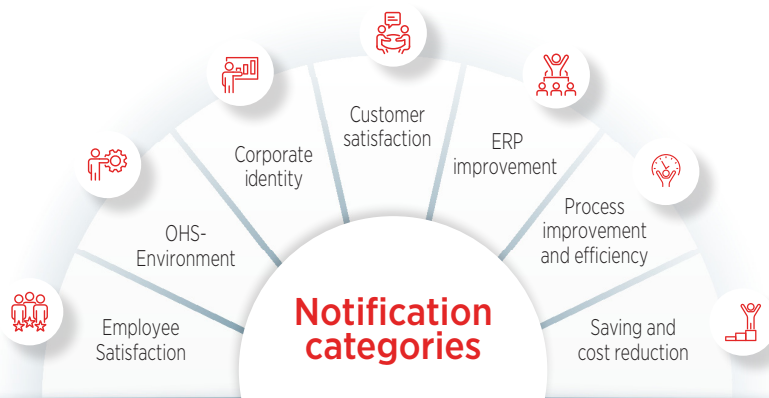 Employee
Satisfaction
OHS-
Environment
Corporate
identity
Customer
satisfaction
ERP
improvement
Process
improvement
and efficiency
Saving and
cost reduction
Notification
categories